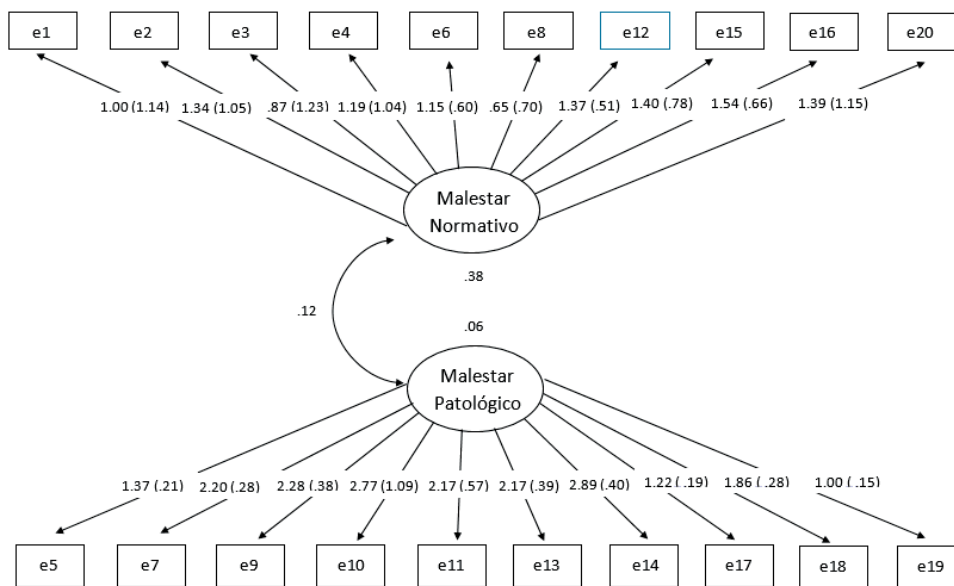 e1 e2 e3 e4 e6 e8 e12 e15 e16 e20
1.00 (1.14) 1.34 (1.05) .87 (1.23) 1.19 (1.04) 1.15 (.60) .65 (.70) 1.37 (.51) 1.40 (.78) 1.54 (.66) 1.39 (1.15)
Malestar
Normativo
.38
.12
.06
Malestar
Patológico
1.37 (.21) 2.20 (.28) 2.28 (.38) 2.77 (1.09) 2.17 (.57) 2.17 (.39) 2.89 (.40) 1.22 (.19) 1.86 (.28) 1.00 (.15)
e5 e7 e9 e10 e11 e13 e14 e17 e18 e19